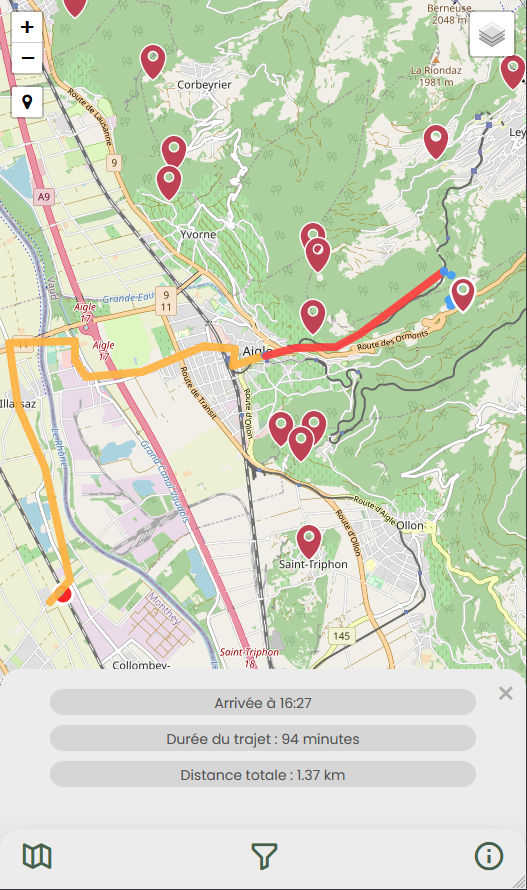 Berneuse
2048 m
+
−
La Riondaz
1981 m
Corbeyrier
Route de Lausanne
9
Ley
A9
Yvorne
Vaud
Grande Eau
9
11
Aigle
17
Aigle
17
Aigle
Route des Ormonts
Route de Transit
Route d'Ollon
Illarsaz
Le Rhône
Grand Canal Vaudois
Route d'Aigle
Ollon
Route d'Ollon
Saint-Triphon
Monthey
145
Saint-Triphon
18
Collombey-
Arrivée à 16:27
×
Durée du trajet : 94 minutes
Distance totale : 1.37 km